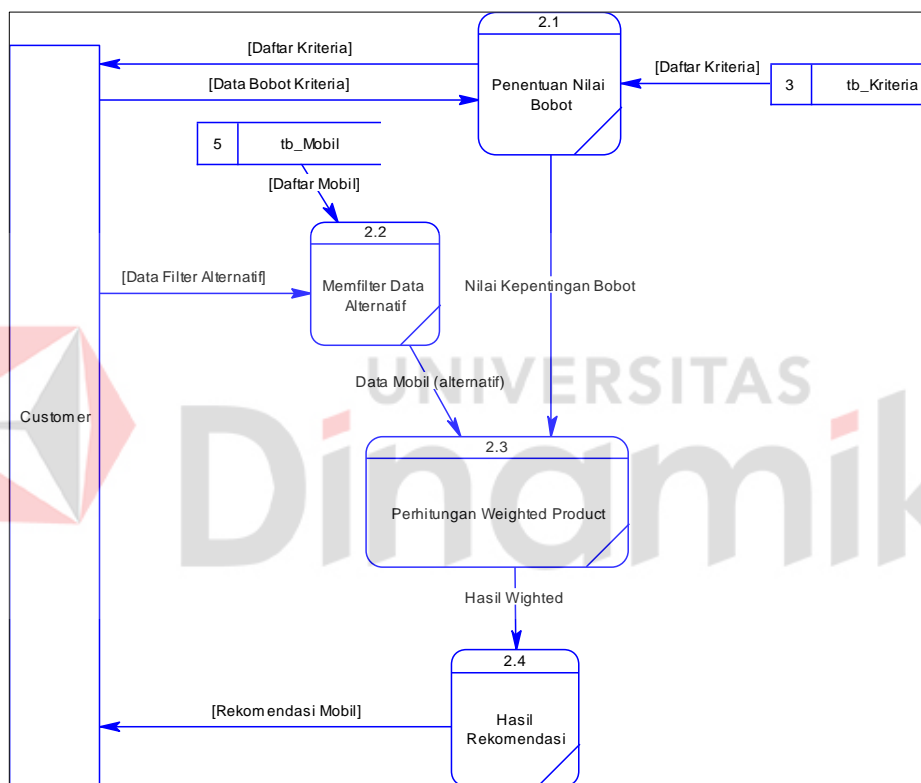 2.1
[Daftar Kriteria]
[Daftar Kriteria]
Penentuan Nilai
Bobot
[Data Bobot Kriteria]
3
tb_Kriteria
5
tb_Mobil
[Daftar Mobil]
2.2
[Data Filter Alternatif]
Memfilter Data
Alternatif
Nilai Kepentingan Bobot
Data Mobil (alternatif)
UNIVERSITAS
Dinamik
Customer
2.3
Perhitungan Weighted Product
Hasil Wighted
2.4
[Rekomendasi Mobil]
Hasil
Rekomendasi